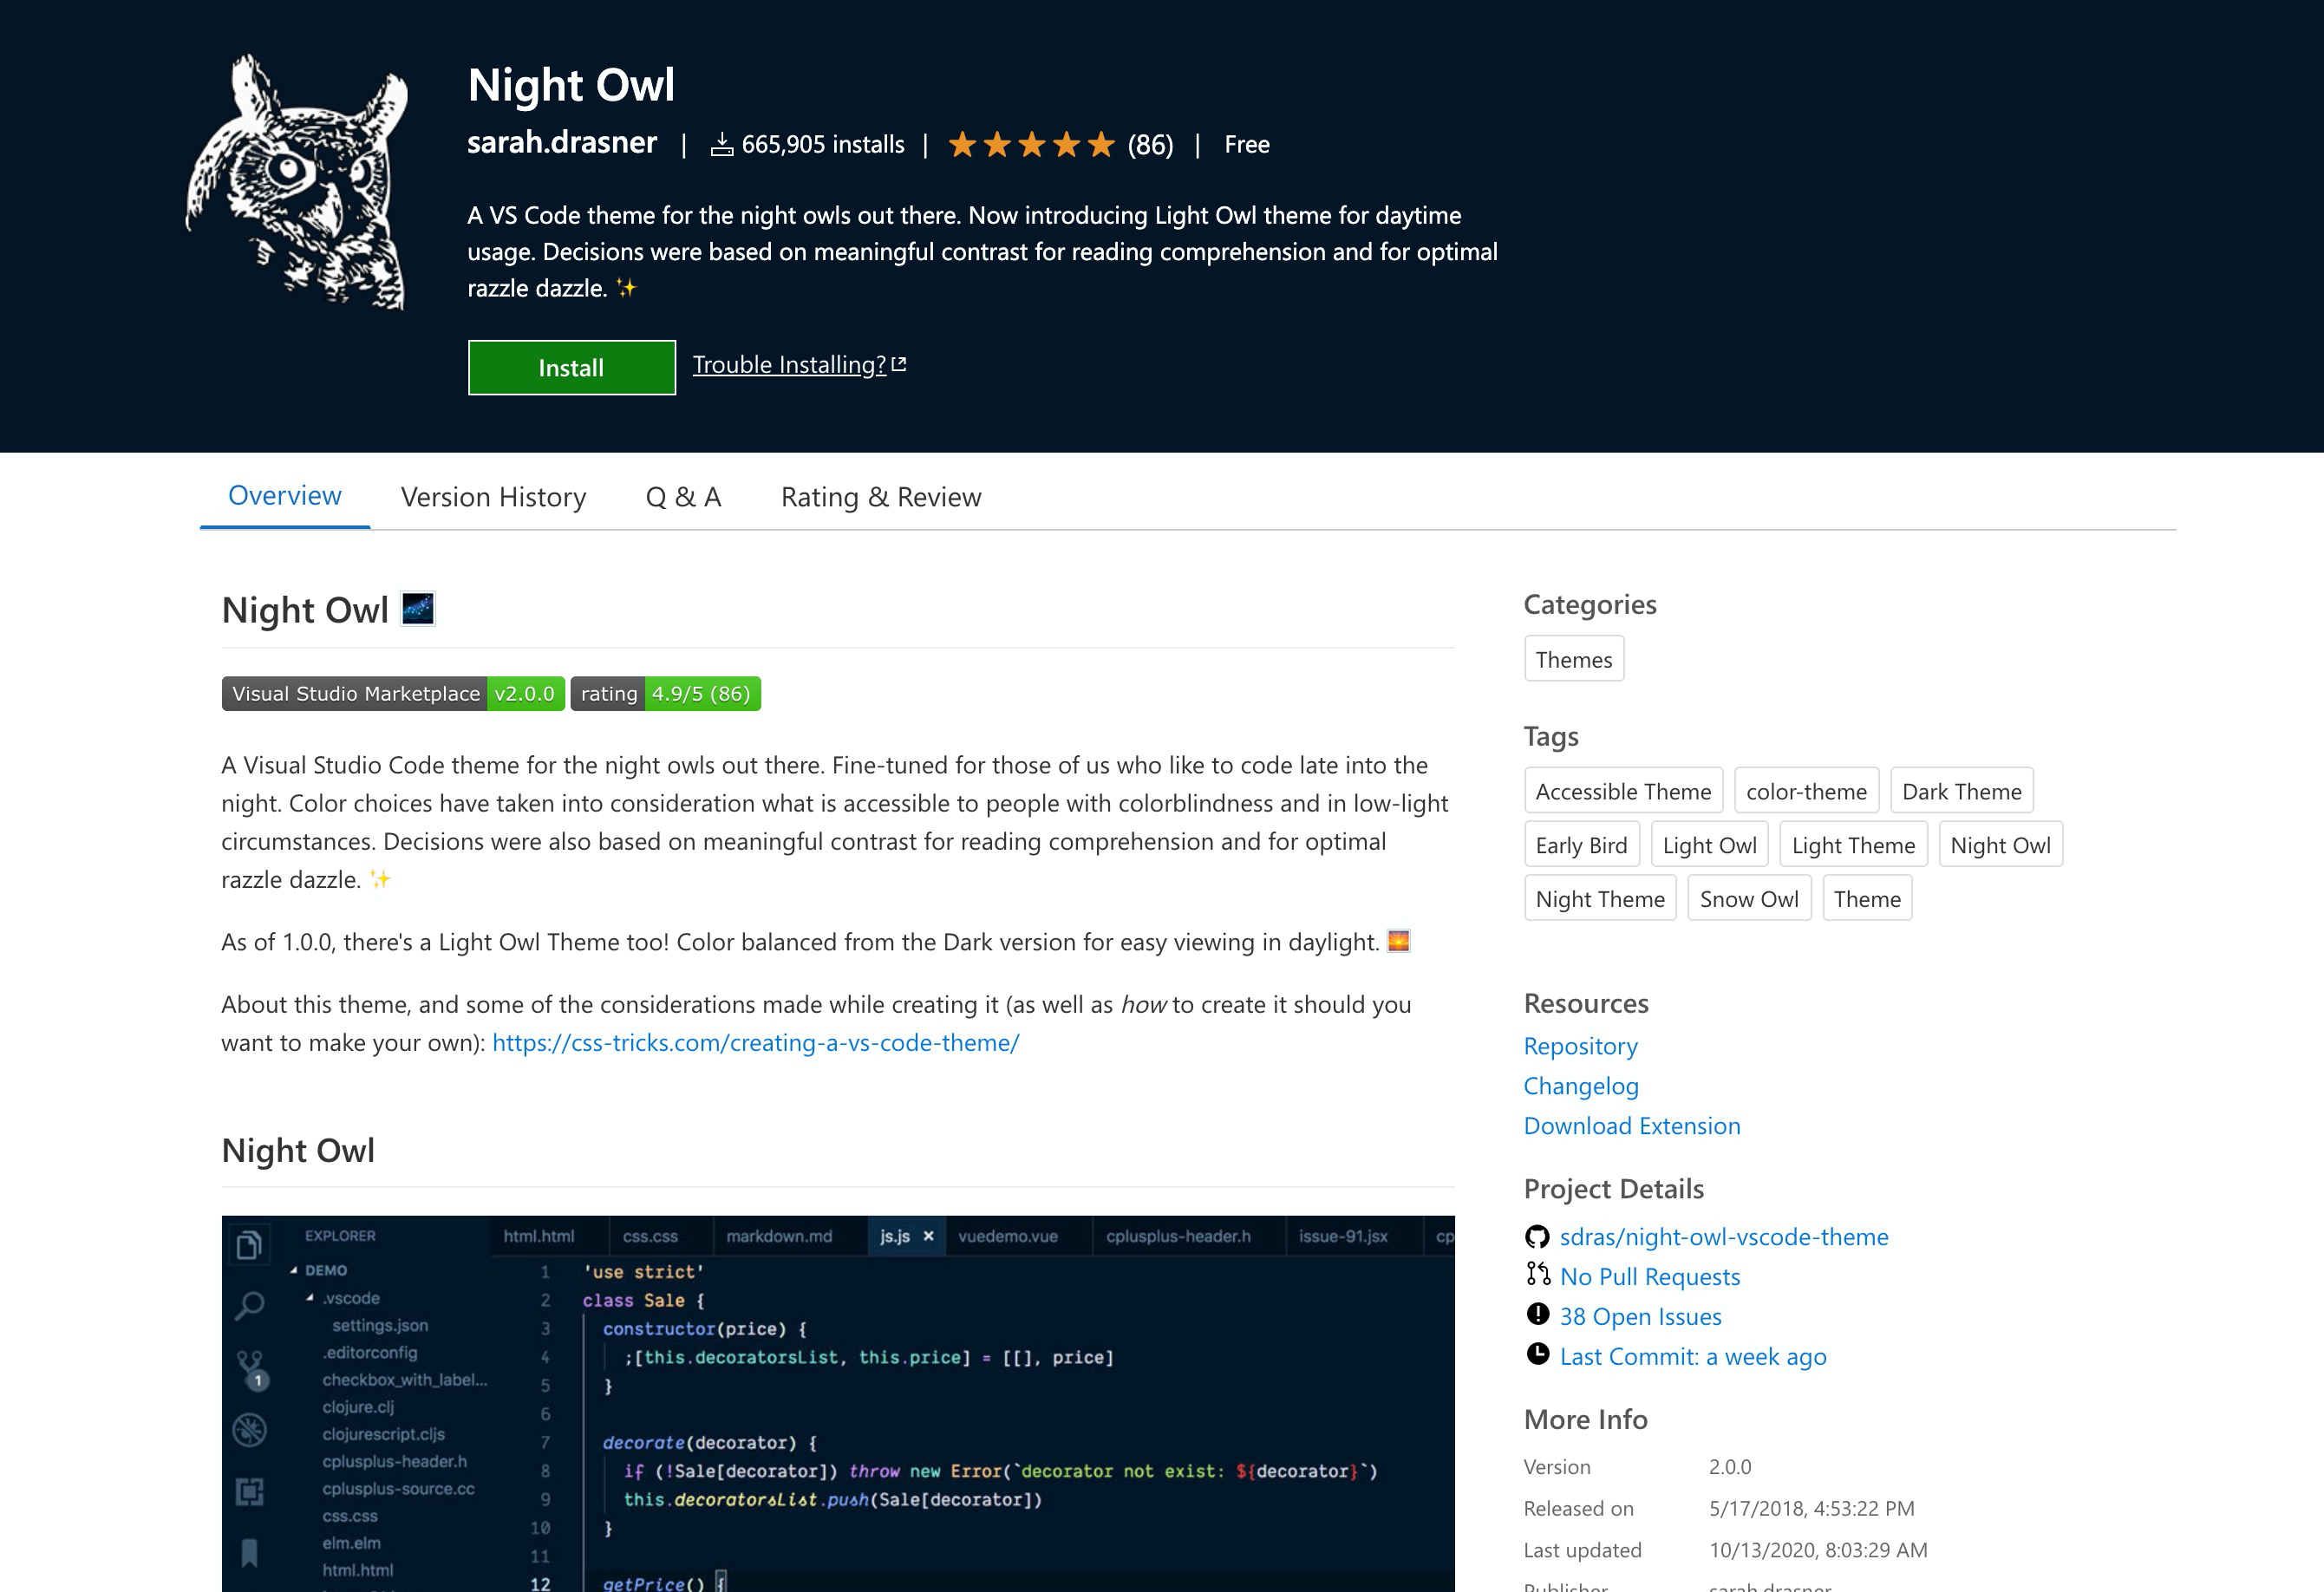 Night Owl
sarah.drasner | 665,905 installs | (86) | Free
A VS Code theme for the night owls out there. Now introducing Light Owl theme for daytime
usage. Decisions were based on meaningful contrast for reading comprehension and for optimal
razzle dazzle. ✨
Install Trouble Installing?
Overview Version History Q & A Rating & Review
Night Owl
Visual Studio Marketplace v2.0.0 rating 4.9/5 (86)
A Visual Studio Code theme for the night owls out there. Fine-tuned for those of us who like to code late into the
night. Color choices have taken into consideration what is accessible to people with colorblindness and in low-light
circumstances. Decisions were also based on meaningful contrast for reading comprehension and for optimal
razzle dazzle. ✨
As of 1.0.0, there's a Light Owl Theme too! Color balanced from the Dark version for easy viewing in daylight.
About this theme, and some of the considerations made while creating it (as well as how to create it should you
want to make your own): https://css-tricks.com/creating-a-vs-code-theme/
Night Owl
EXPLORER
DEMO
.vscode
settings.json
.editorconfig
checkbox_with_label...
clojure.clj
clojurescript.cljs
cplusplus-header.h
cplusplus-source.cc
css.css
elm.elm
html.html
1
html.html css.css markdown.md js.js × vuedemo.vue cplusplus-header.h issue-91.jsx cp
1 'use strict'
2 class Sale {
3 constructor(price) {
4 ;[this.decoratorsList, this.price] = [[], price]
5 }
6
7 decorate(decorator) {
8 if (!Sale[decorator]) throw new Error(`decorator not exist: ${decorator}`)
9 this.decoratorsList.push(Sale[decorator])
10 }
11
12 getPrice() {
Categories
Themes
Tags
Accessible Theme color-theme Dark Theme
Early Bird Light Owl Light Theme Night Owl
Night Theme Snow Owl Theme
Resources
Repository
Changelog
Download Extension
Project Details
sdras/night-owl-vscode-theme
No Pull Requests
38 Open Issues
Last Commit: a week ago
More Info
Version 2.0.0
Released on 5/17/2018, 4:53:22 PM
Last updated 10/13/2020, 8:03:29 AM
Publisher sarah.drasner